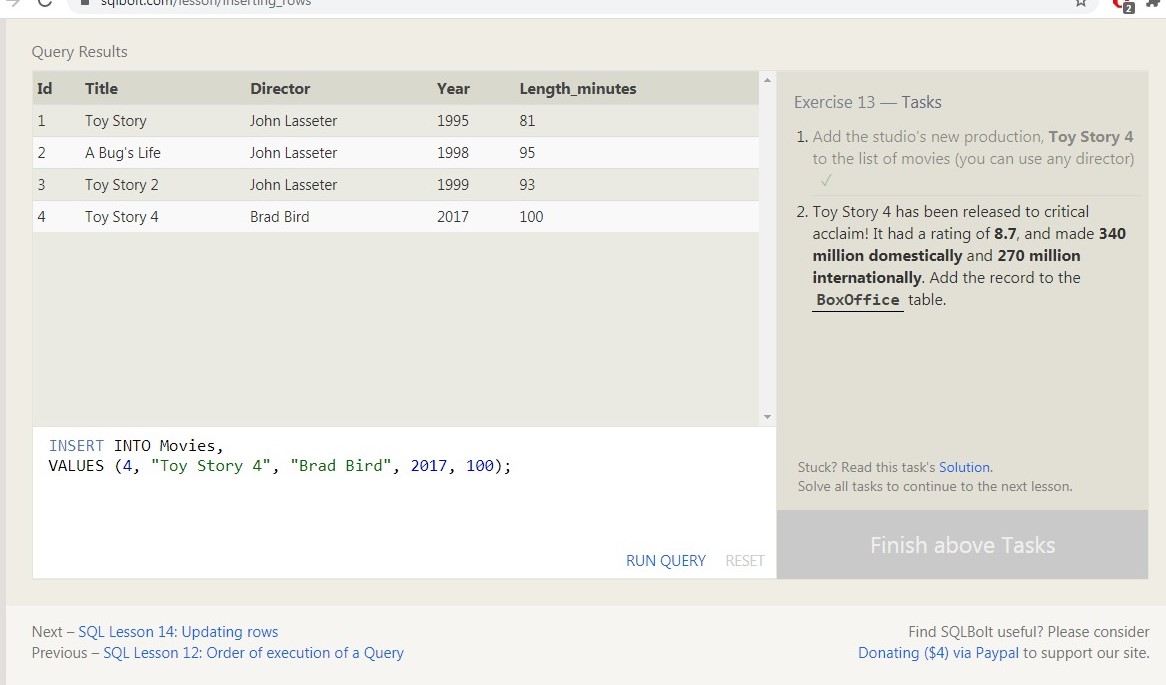 sqlbolt.com/lesson/inserting_rows
2
Query Results
Id Title Director Year Length_minutes
1 Toy Story John Lasseter 1995 81
2 A Bug's Life John Lasseter 1998 95
3 Toy Story 2 John Lasseter 1999 93
4 Toy Story 4 Brad Bird 2017 100
INSERT INTO Movies,
VALUES (4, "Toy Story 4", "Brad Bird", 2017, 100);
RUN QUERY RESET
Exercise 13 — Tasks
1. Add the studio's new production, Toy Story 4
to the list of movies (you can use any director)
✓
2. Toy Story 4 has been released to critical
acclaim! It had a rating of 8.7, and made 340
million domestically and 270 million
internationally. Add the record to the
BoxOffice table.
Stuck? Read this task's Solution.
Solve all tasks to continue to the next lesson.
Finish above Tasks
Next – SQL Lesson 14: Updating rows
Previous – SQL Lesson 12: Order of execution of a Query
Find SQLBolt useful? Please consider
Donating ($4) via Paypal to support our site.